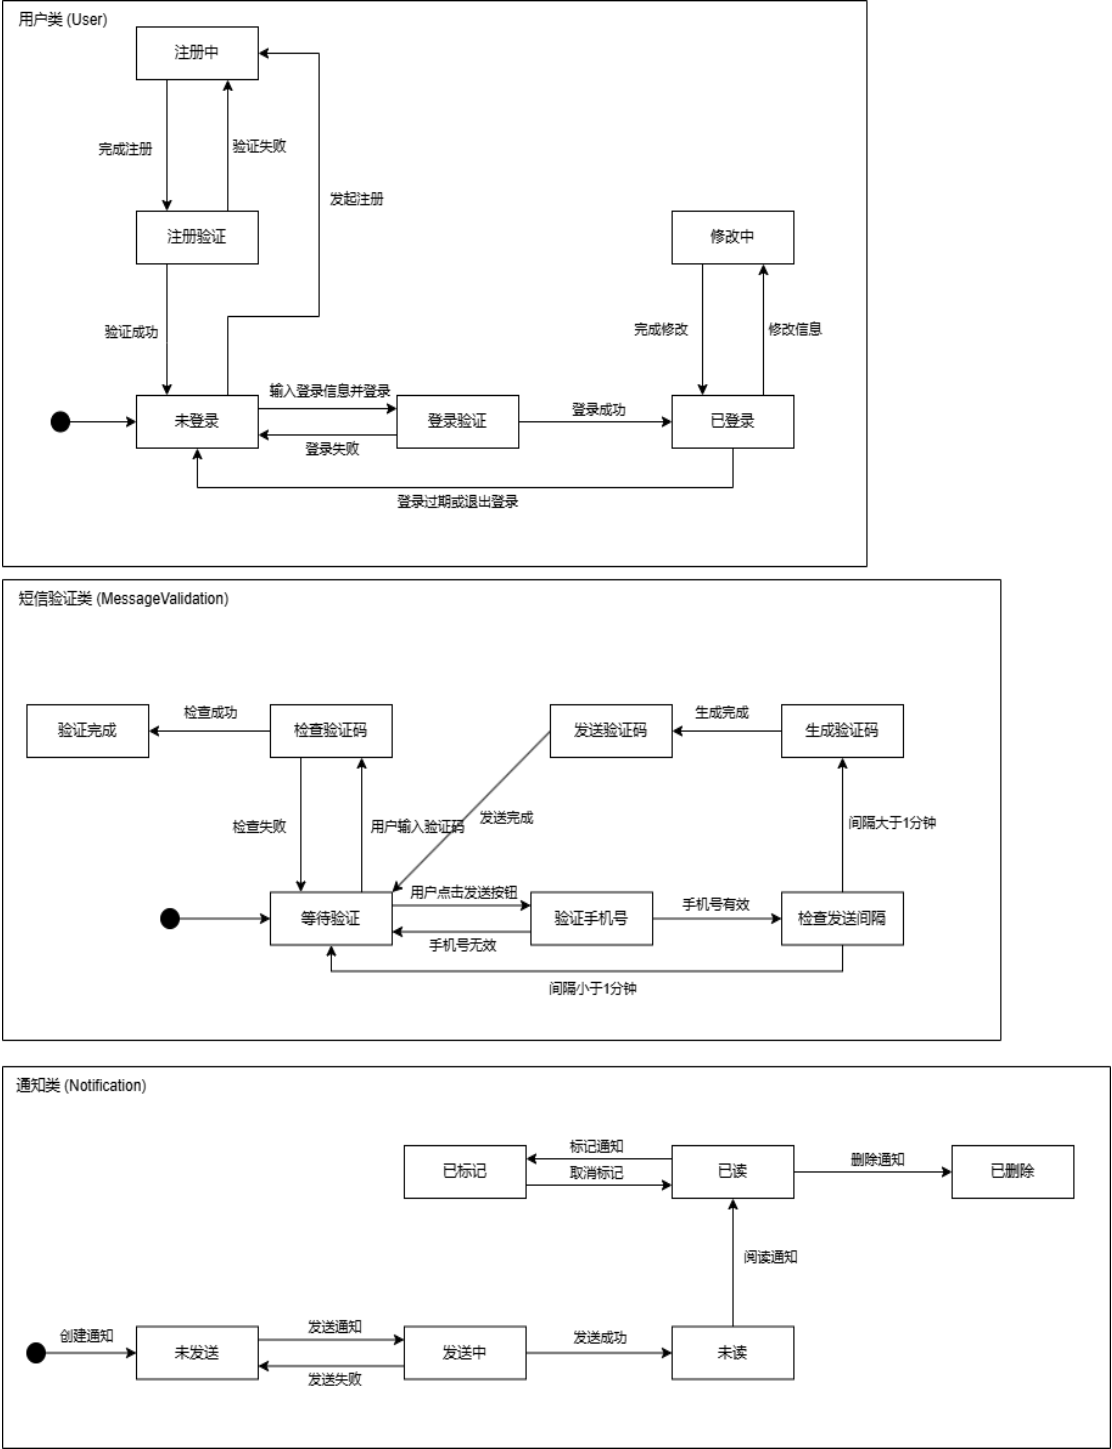 用户类 (User)
注册中
完成注册
验证失败
发起注册
注册验证
修改中
验证成功
完成修改
修改信息
输入登录信息并登录
未登录
登录验证
登录成功
已登录
登录失败
登录过期或退出登录
短信验证类 (MessageValidation)
验证完成
检查成功
检查验证码
发送验证码
生成完成
生成验证码
检查失败
用户输入验证码
发送完成
间隔大于1分钟
用户点击发送按钮
等待验证
验证手机号
手机号有效
检查发送间隔
手机号无效
间隔小于1分钟
通知类 (Notification)
已标记
标记通知
取消标记
已读
删除通知
已删除
阅读通知
创建通知
未发送
发送通知
发送失败
发送中
发送成功
未读